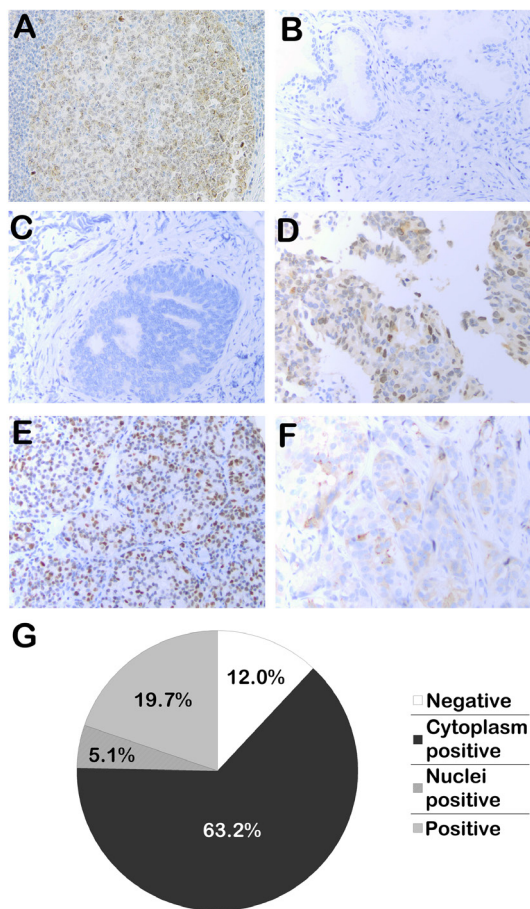 A
B
C
D
E
F
G
19.7%
12.0%
5.1%
63.2%
Negative
Cytoplasm
positive
Nuclei
positive
Positive